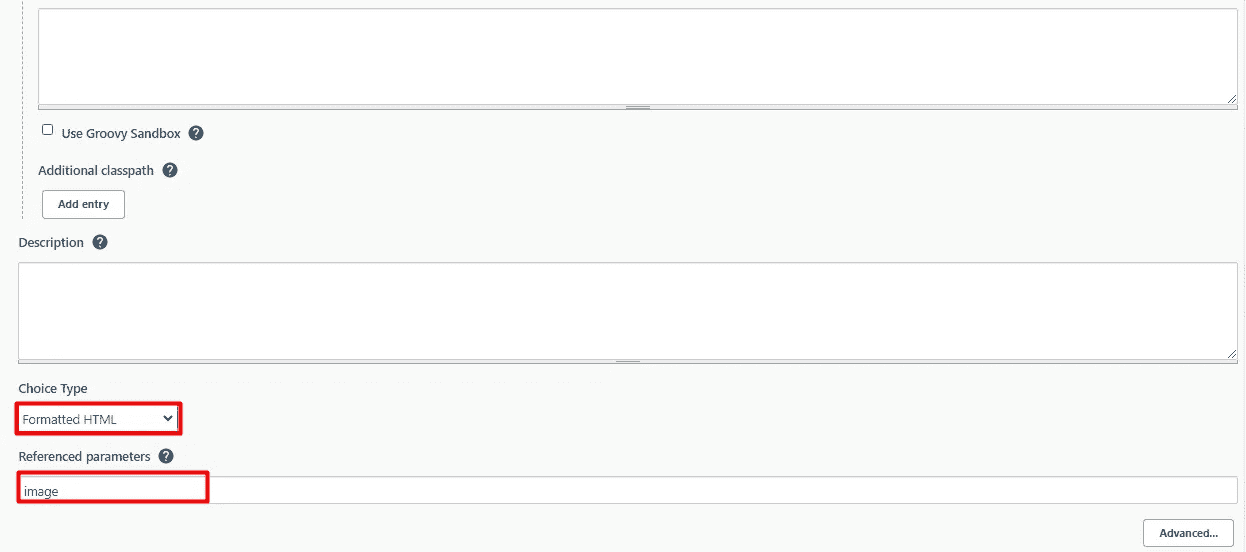 Use Groovy Sandbox ?
Additional classpath ?
Add entry
Description ?
Choice Type
Formatted HTML
Referenced parameters ?
image
Advanced...